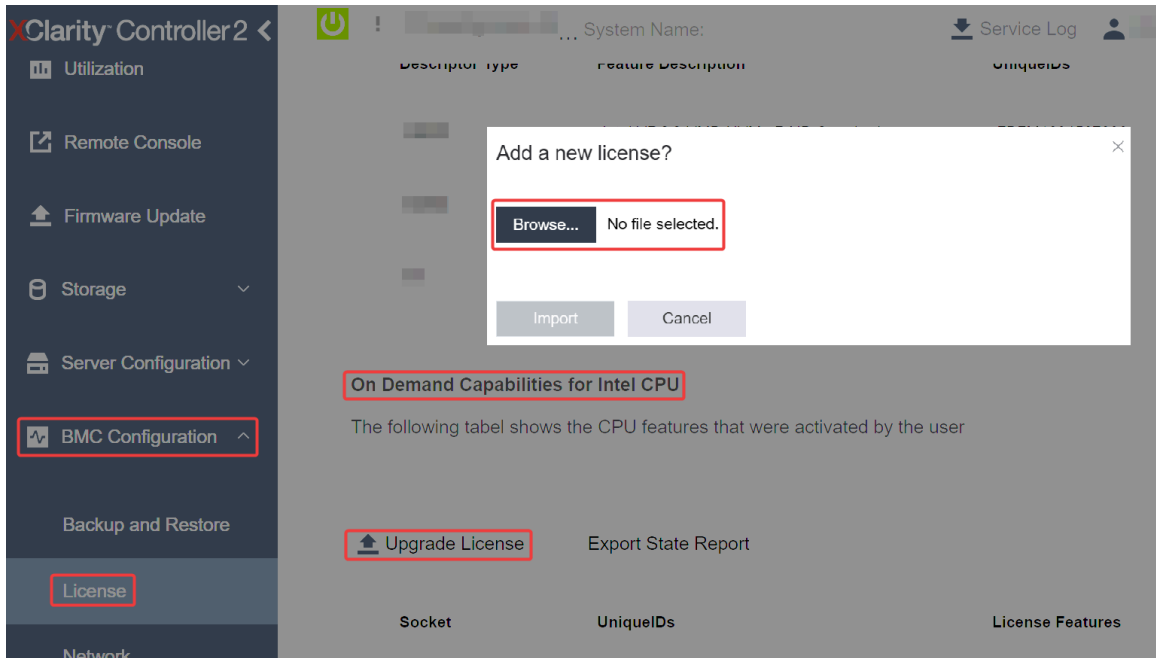 XClarity Controller 2
System Name:
Service Log
Utilization
Descriptor Type
Feature Description
UniqueIDs
Remote Console
Add a new license?
Firmware Update
Browse...
No file selected.
Storage
Import
Cancel
Server Configuration
On Demand Capabilities for Intel CPU
BMC Configuration
The following tabel shows the CPU features that were activated by the user
Backup and Restore
Upgrade License
Export State Report
License
Socket
UniqueIDs
License Features
Network